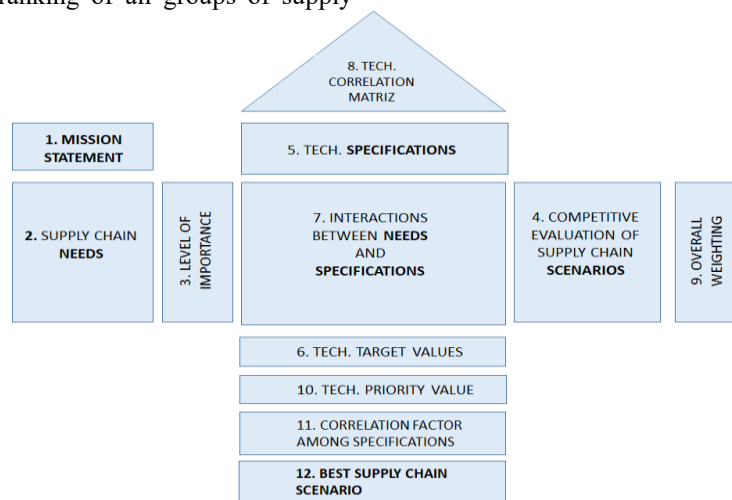 ranking of all groups of supply
8. TECH.
CORRELATION
MATRIZ
1. MISSION
STATEMENT
5. TECH. SPECIFICATIONS
2. SUPPLY CHAIN
NEEDS
3. LEVEL OF
IMPORTANCE
7. INTERACTIONS
BETWEEN NEEDS
AND
SPECIFICATIONS
4. COMPETITIVE
EVALUATION OF
SUPPLY CHAIN
SCENARIOS
9. OVERALL
WEIGHTING
6. TECH. TARGET VALUES
10. TECH. PRIORITY VALUE
11. CORRELATION FACTOR
AMONG SPECIFICATIONS
12. BEST SUPPLY CHAIN
SCENARIO